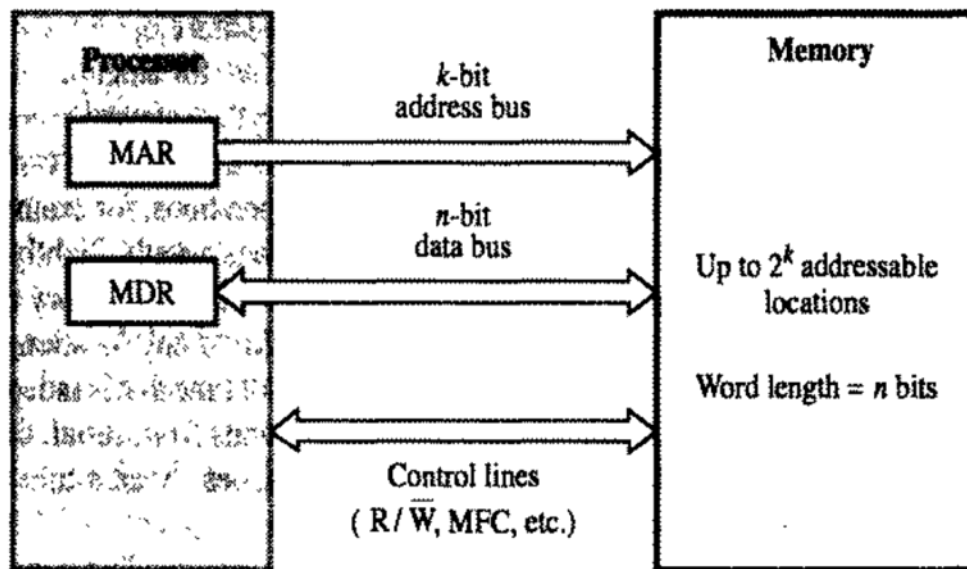 Processor
Memory
k-bit
address bus
MAR
n-bit
data bus
MDR
Up to 2^k addressable
locations
Word length = n bits
Control lines
( R / W̅, MFC, etc.)